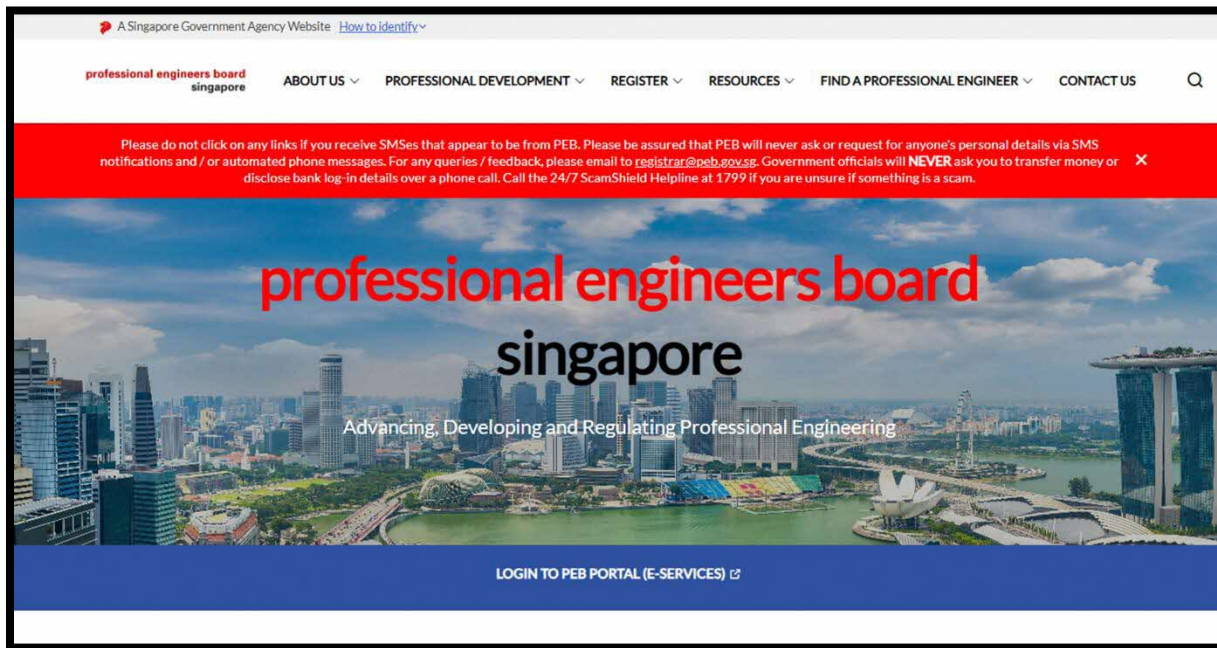 A Singapore Government Agency Website How to identify
professional engineers board
singapore
ABOUT US
PROFESSIONAL DEVELOPMENT
REGISTER
RESOURCES
FIND A PROFESSIONAL ENGINEER
CONTACT US
Please do not click on any links if you receive SMSes that appear to be from PEB. Please be assured that PEB will never ask or request for anyone's personal details via SMS
notifications and / or automated phone messages. For any queries / feedback, please email to registrar@peb.gov.sg. Government officials will NEVER ask you to transfer money or
disclose bank log-in details over a phone call. Call the 24/7 ScamShield Helpline at 1799 if you are unsure if something is a scam.
professional engineers board
singapore
Advancing, Developing and Regulating Professional Engineering
LOGIN TO PEB PORTAL (E-SERVICES)